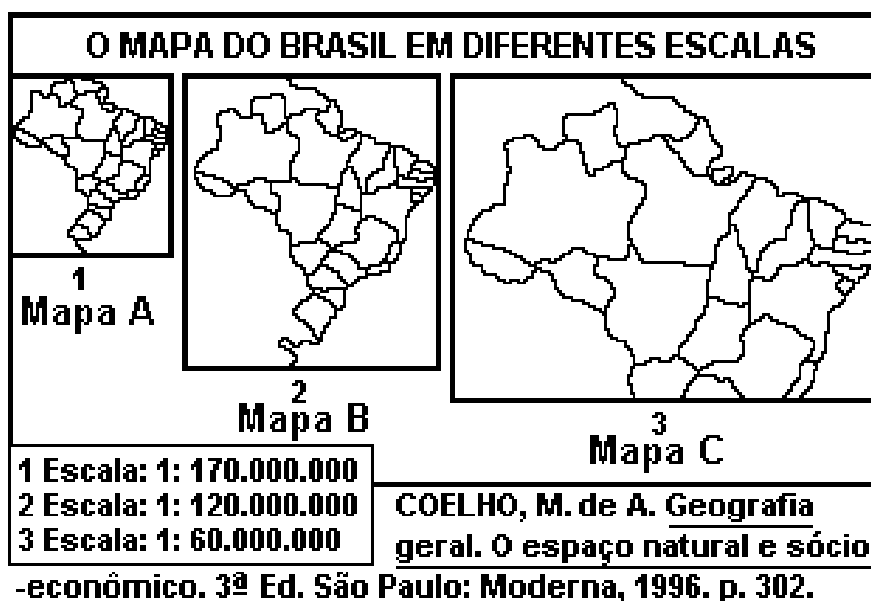 O MAPA DO BRASIL EM DIFERENTES ESCALAS
1
Mapa A
2
Mapa B
3
Mapa C
1 Escala: 1: 170.000.000
2 Escala: 1: 120.000.000
3 Escala: 1: 60.000.000
COELHO, M. de A. Geografia
geral. O espaço natural e sócio
-econômico. 3ª Ed. São Paulo: Moderna, 1996. p. 302.